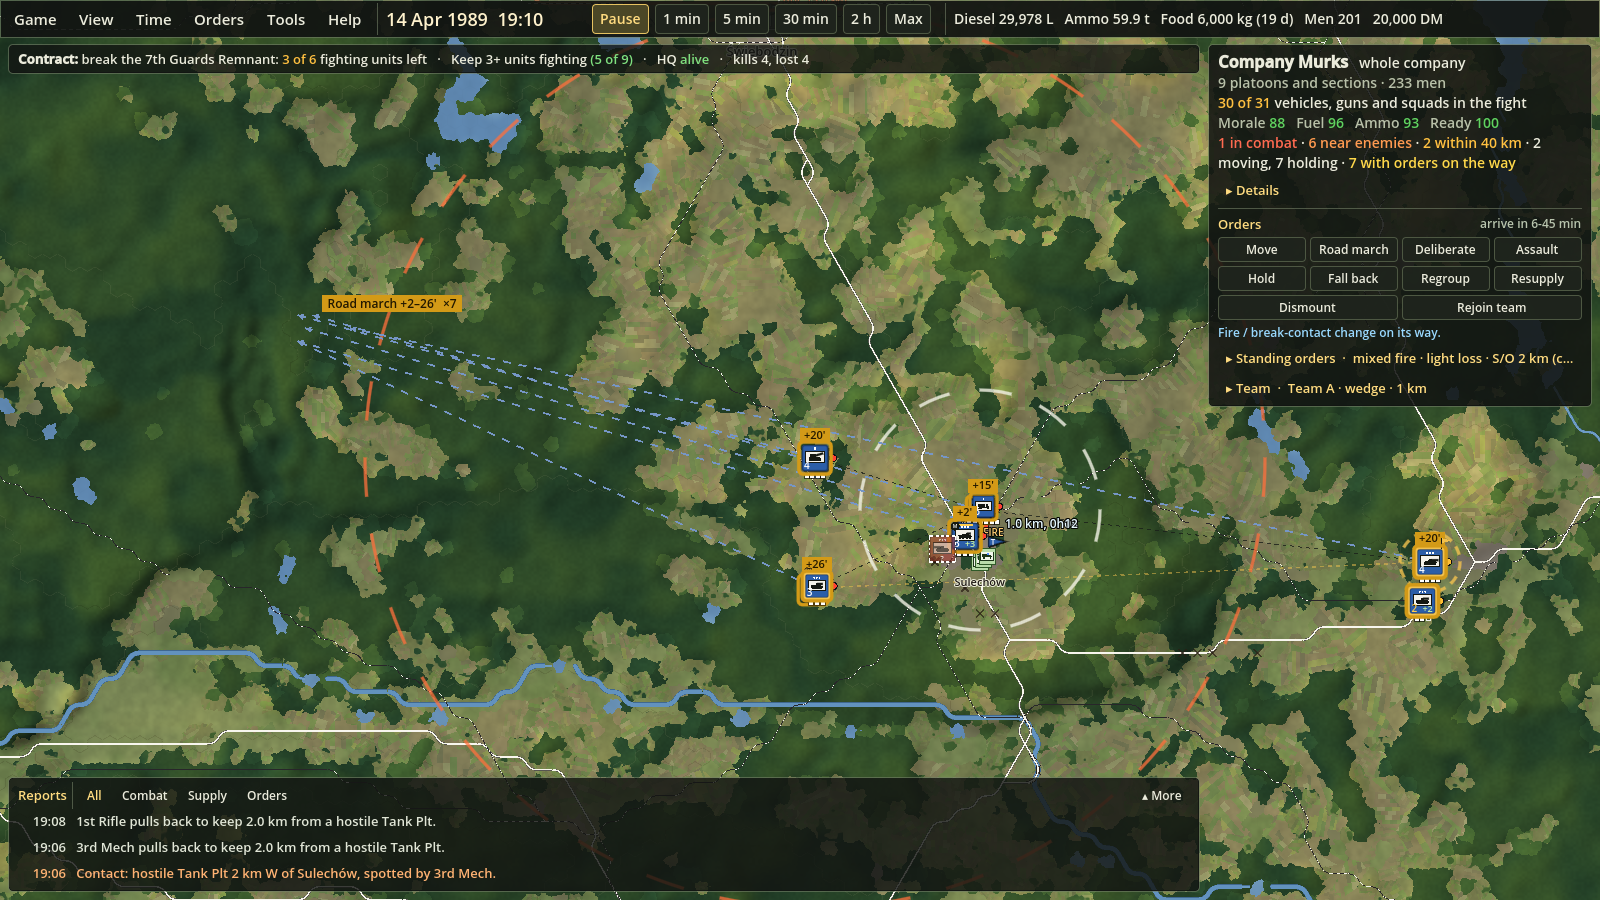 Game View Time Orders Tools Help 14 Apr 1989 19:10 Pause 1 min 5 min 30 min 2 h Max Diesel 29,978 L Ammo 59.9 t Food 6,000 kg (19 d) Men 201 20,000 DM
Contract: break the 7th Guards Remnant: 3 of 6 fighting units left · Keep 3+ units fighting (5 of 9) · HQ alive · kills 4, lost 4
Company Murks whole company
9 platoons and sections · 233 men
30 of 31 vehicles, guns and squads in the fight
Morale 88 Fuel 96 Ammo 93 Ready 100
1 in combat · 6 near enemies · 2 within 40 km · 2
moving, 7 holding · 7 with orders on the way
▸ Details
Orders arrive in 6-45 min
Move Road march Deliberate Assault
Hold Fall back Regroup Resupply
Dismount Rejoin team
Fire / break-contact change on its way.
▸ Standing orders · mixed fire · light loss · S/O 2 km (c...
▸ Team · Team A · wedge · 1 km
Road march +2–26' ×7
+20'
4
+15'
+2'
1.0 km, 0h12
FIRE
+3
±26'
3
Sulechów
+20'
4
2 +2
Reports All Combat Supply Orders ▴ More
19:08 1st Rifle pulls back to keep 2.0 km from a hostile Tank Plt.
19:06 3rd Mech pulls back to keep 2.0 km from a hostile Tank Plt.
19:06 Contact: hostile Tank Plt 2 km W of Sulechów, spotted by 3rd Mech.